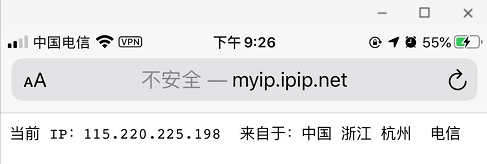 中国电信 VPN 下午 9:26 55%
AA 不安全 — myip.ipip.net
当前 IP：115.220.225.198 来自于：中国 浙江 杭州 电信